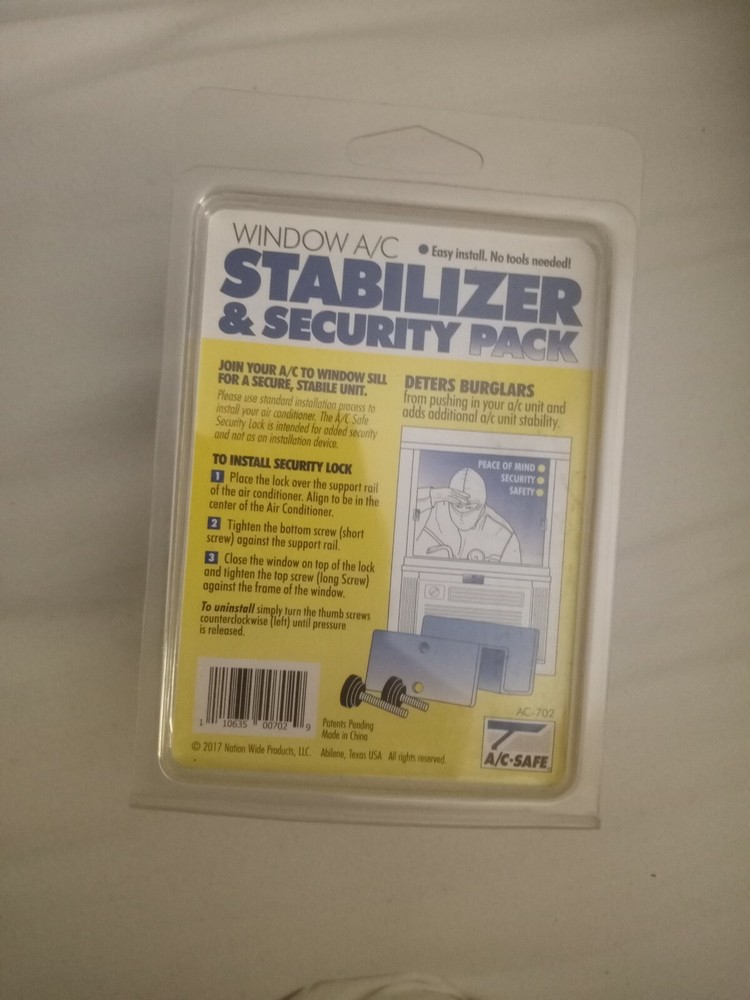 WINDOW A/C
• Easy install. No tools needed!
STABILIZER
& SECURITY PACK
JOIN YOUR A/C TO WINDOW SILL
FOR A SECURE, STABILE UNIT.
Please use standard installation process to
install your air conditioner. The A/C Safe
Security Lock is intended for added security
and not as an installation device.
TO INSTALL SECURITY LOCK
1 Place the lock over the support rail
of the air conditioner. Align to be in the
center of the Air Conditioner.
2 Tighten the bottom screw (short
screw) against the support rail.
3 Close the window on top of the lock
and tighten the top screw (long Screw)
against the frame of the window.
To uninstall simply turn the thumb screws
counterclockwise (left) until pressure
is released.
DETERS BURGLARS
from pushing in your a/c unit and
adds additional a/c unit stability.
PEACE OF MIND
SECURITY
SAFETY
1 10635 00702 9
Patents Pending
Made in China
AC-702
A/C·SAFE
© 2017 Nation Wide Products, LLC. Abilene, Texas USA All rights reserved.